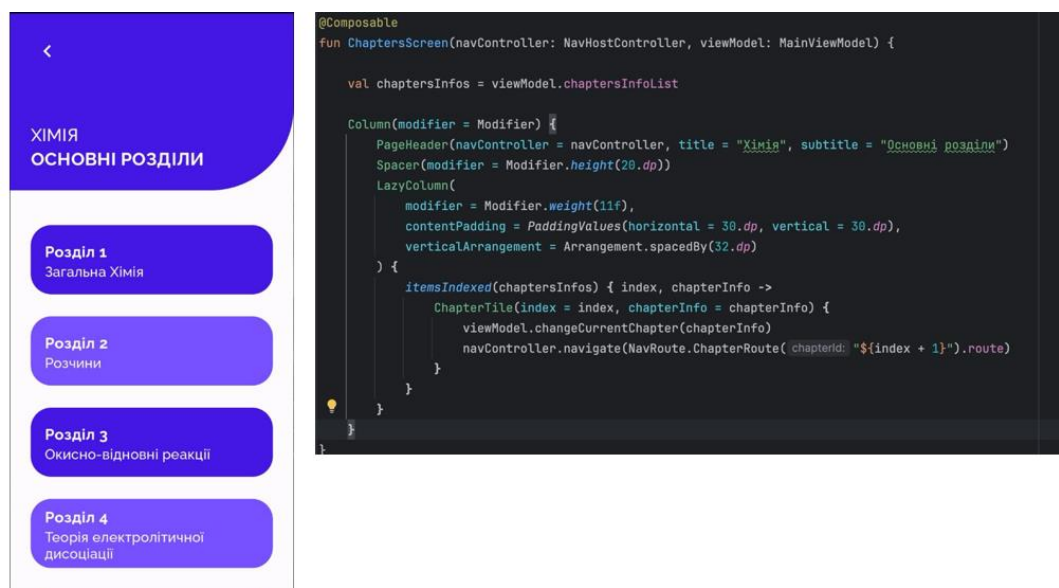 ХІМІЯ
ОСНОВНІ РОЗДІЛИ
Розділ 1
Загальна Хімія
Розділ 2
Розчини
Розділ 3
Окисно-відновні реакції
Розділ 4
Теорія електролітичної
дисоціації
@Composable
fun ChaptersScreen(navController: NavHostController, viewModel: MainViewModel) {
val chaptersInfos = viewModel.chaptersInfoList
Column(modifier = Modifier) {
PageHeader(navController = navController, title = "Хімія", subtitle = "Основні розділи")
Spacer(modifier = Modifier.height(20.dp))
LazyColumn(
modifier = Modifier.weight(11f),
contentPadding = PaddingValues(horizontal = 30.dp, vertical = 30.dp),
verticalArrangement = Arrangement.spacedBy(32.dp)
) {
itemsIndexed(chaptersInfos) { index, chapterInfo ->
ChapterTile(index = index, chapterInfo = chapterInfo) {
viewModel.changeCurrentChapter(chapterInfo)
navController.navigate(NavRoute.ChapterRoute( chapterId: "${index + 1}").route)
}
}
}
}
}